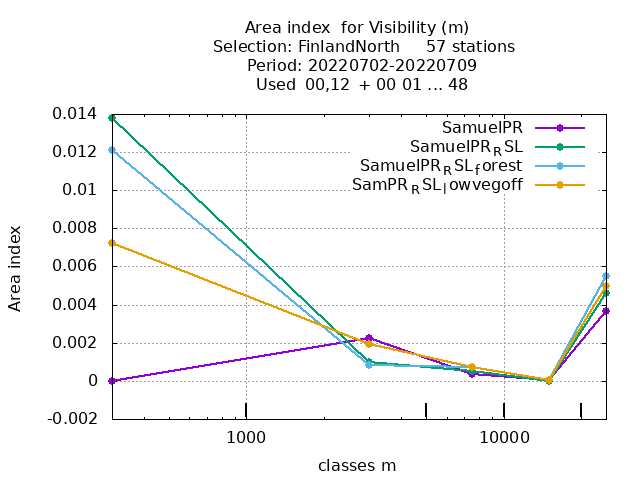 Area index  for Visibility (m)
Selection: FinlandNorth     57 stations
Period: 20220702-20220709
Used  00,12  + 00 01 ... 48
0.014
0.012
0.01
0.008
0.006
0.004
0.002
0
-0.002
Area index
SamuelPR
SamuelPR_RSL
SamuelPR_RSL_forest
SamPR_RSL_lowvegoff
1000
10000
classes m